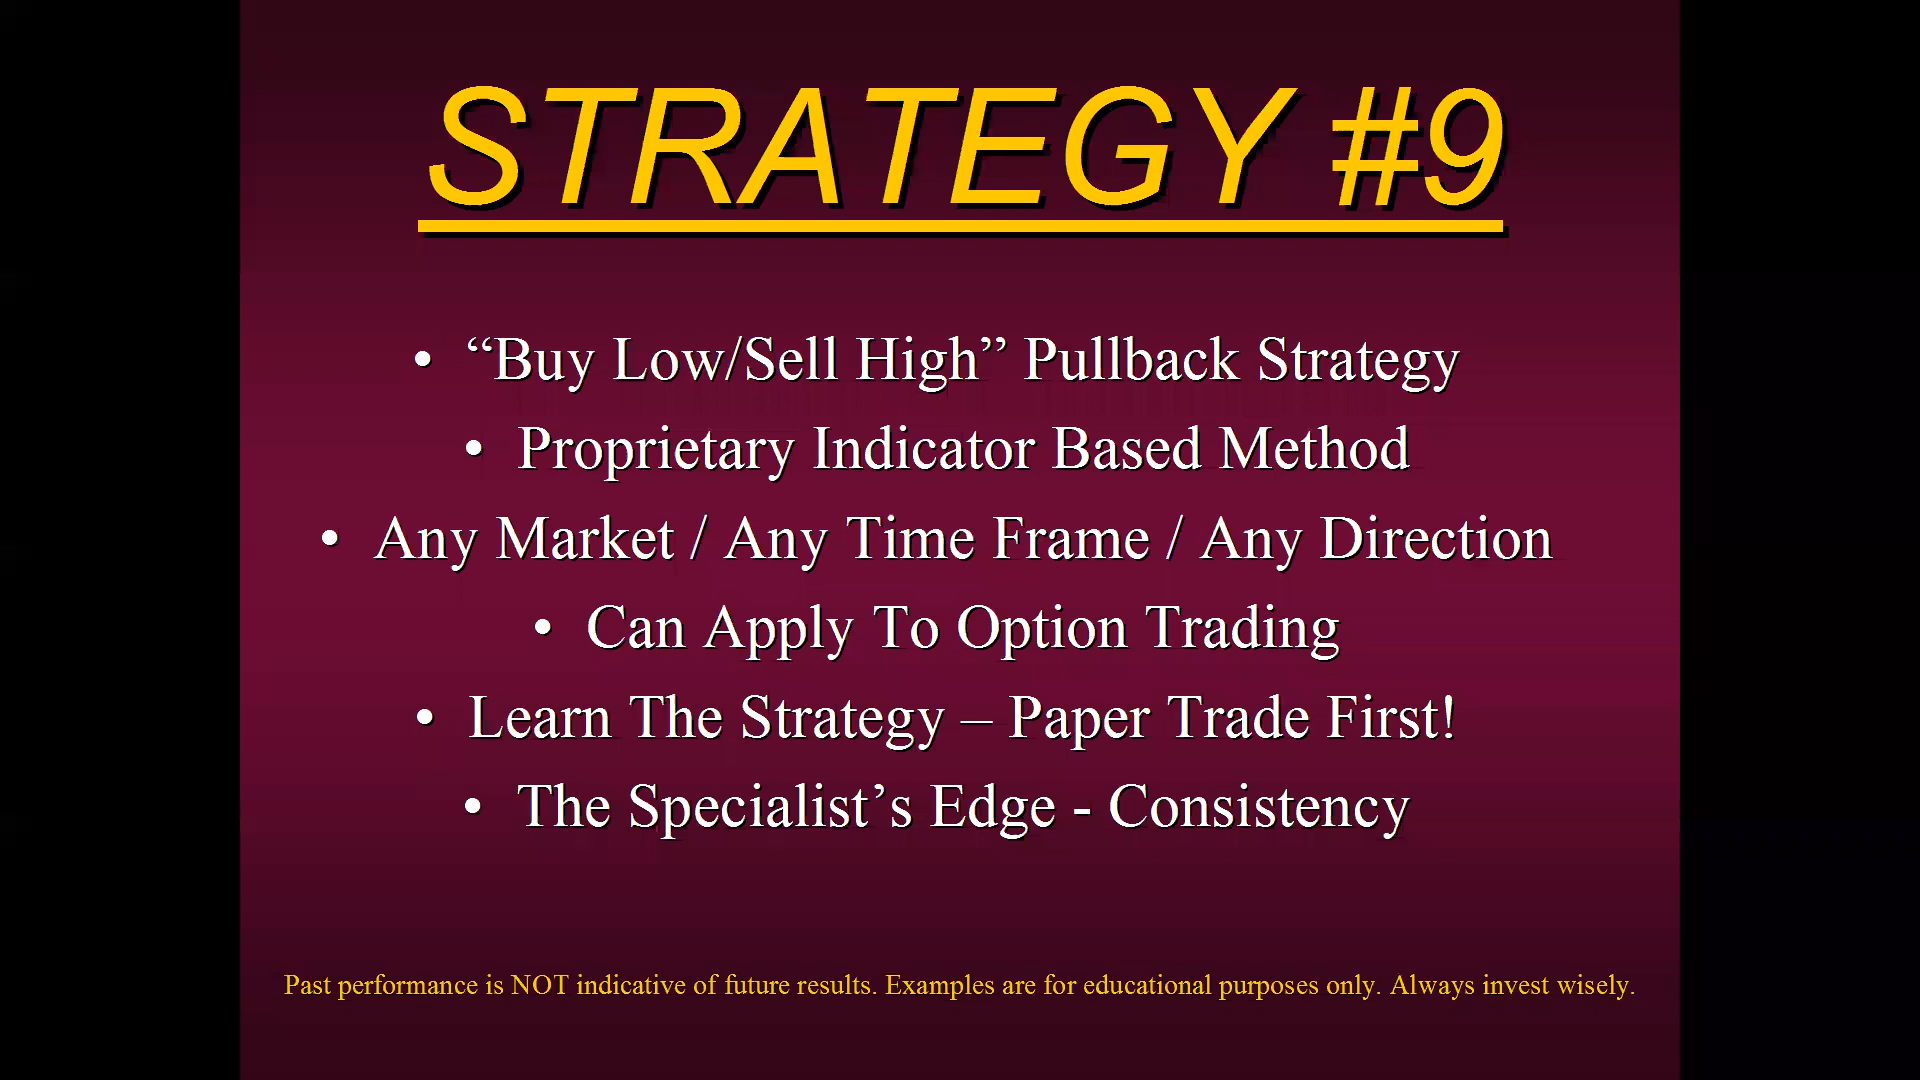 STRATEGY #9
• “Buy Low/Sell High” Pullback Strategy
• Proprietary Indicator Based Method
• Any Market / Any Time Frame / Any Direction
• Can Apply To Option Trading
• Learn The Strategy – Paper Trade First!
• The Specialist’s Edge - Consistency
Past performance is NOT indicative of future results. Examples are for educational purposes only. Always invest wisely.